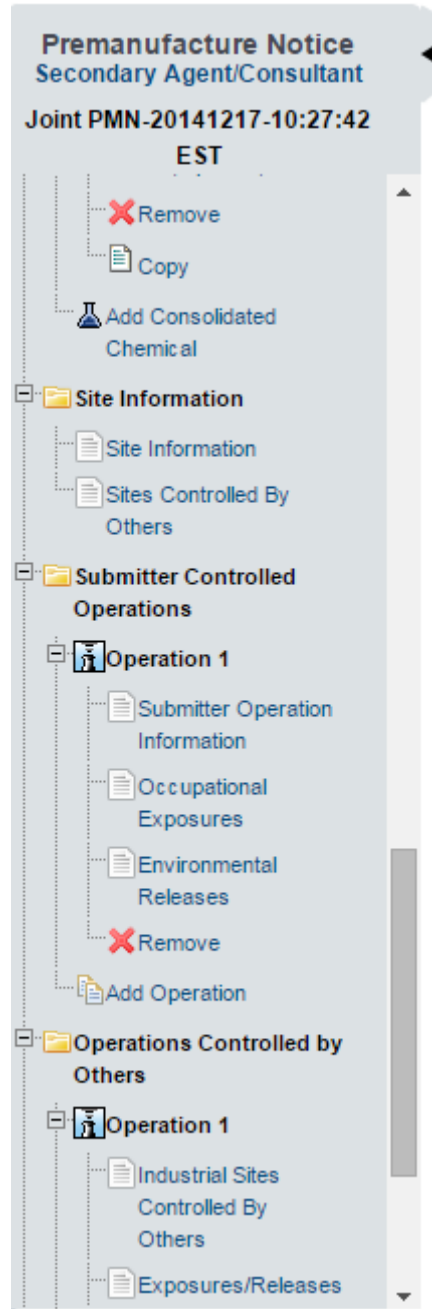 Premanufacture Notice
Secondary Agent/Consultant
Joint PMN-20141217-10:27:42
EST
Remove
Copy
Add Consolidated
Chemical
Site Information
Site Information
Sites Controlled By
Others
Submitter Controlled
Operations
Operation 1
Submitter Operation
Information
Occupational
Exposures
Environmental
Releases
Remove
Add Operation
Operations Controlled by
Others
Operation 1
Industrial Sites
Controlled By
Others
Exposures/Releases